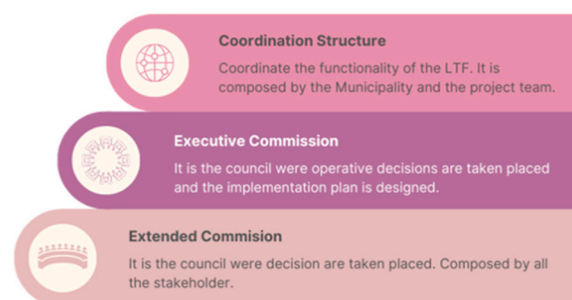 Coordination Structure
Coordinate the functionality of the LTF. It is
composed by the Municipality and the project team.
Executive Commission
It is the council were operative decisions are taken placed
and the implementation plan is designed.
Extended Commision
It is the council were decision are taken placed. Composed by all
the stakeholder.